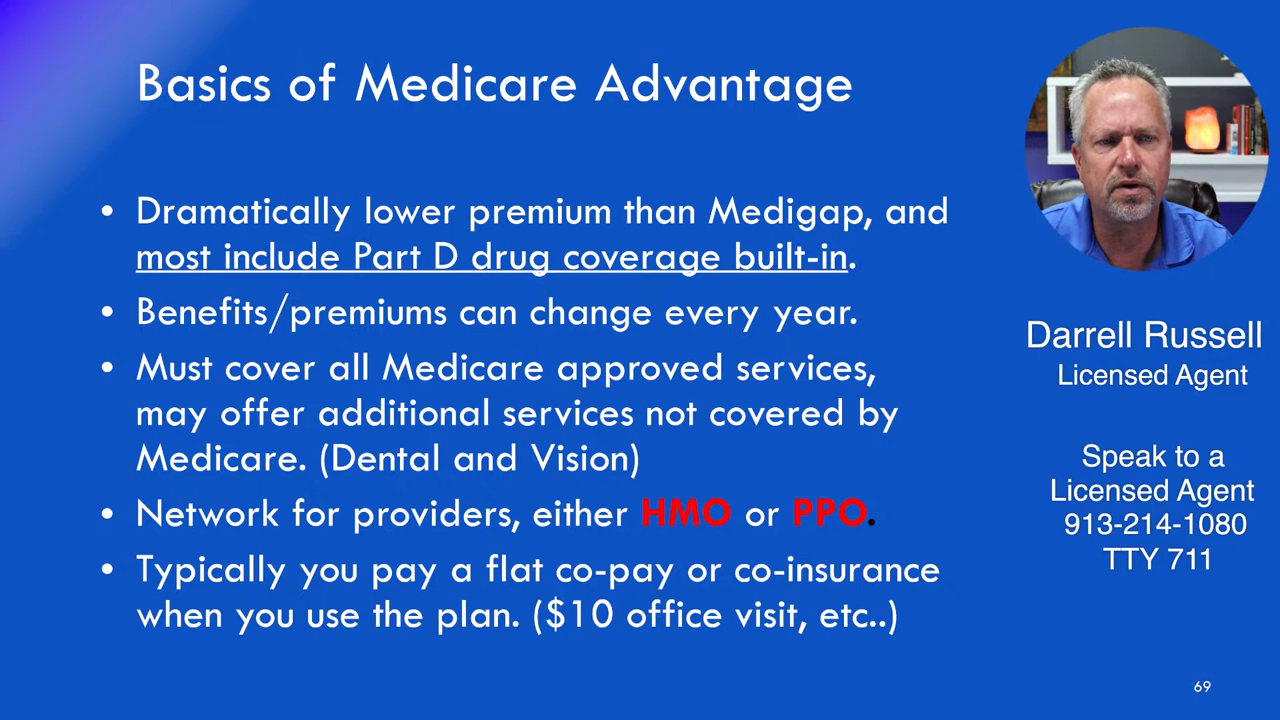 Basics of Medicare Advantage
• Dramatically lower premium than Medigap, and
most include Part D drug coverage built-in.
• Benefits/premiums can change every year.
• Must cover all Medicare approved services,
may offer additional services not covered by
Medicare. (Dental and Vision)
• Network for providers, either HMO or PPO.
• Typically you pay a flat co-pay or co-insurance
when you use the plan. ($10 office visit, etc..)
Darrell Russell
Licensed Agent
Speak to a
Licensed Agent
913-214-1080
TTY 711
69